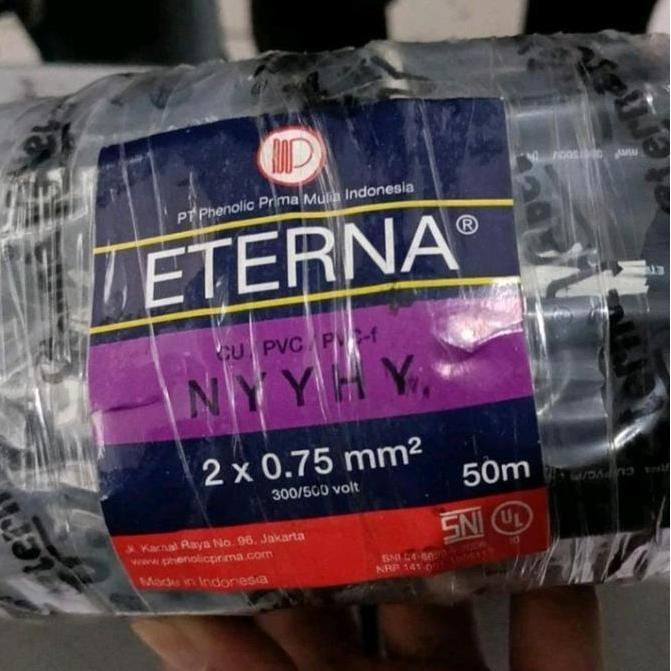 PT Phenolic Prima Mulia Indonesia
ETERNA®
CU / PVC / PVC-f
NYYHY
2 x 0.75 mm²
300/500 volt
50m
Jl. Kamal Raya No. 96, Jakarta
www.phenolicprima.com
Made in Indonesia
SNI
UL